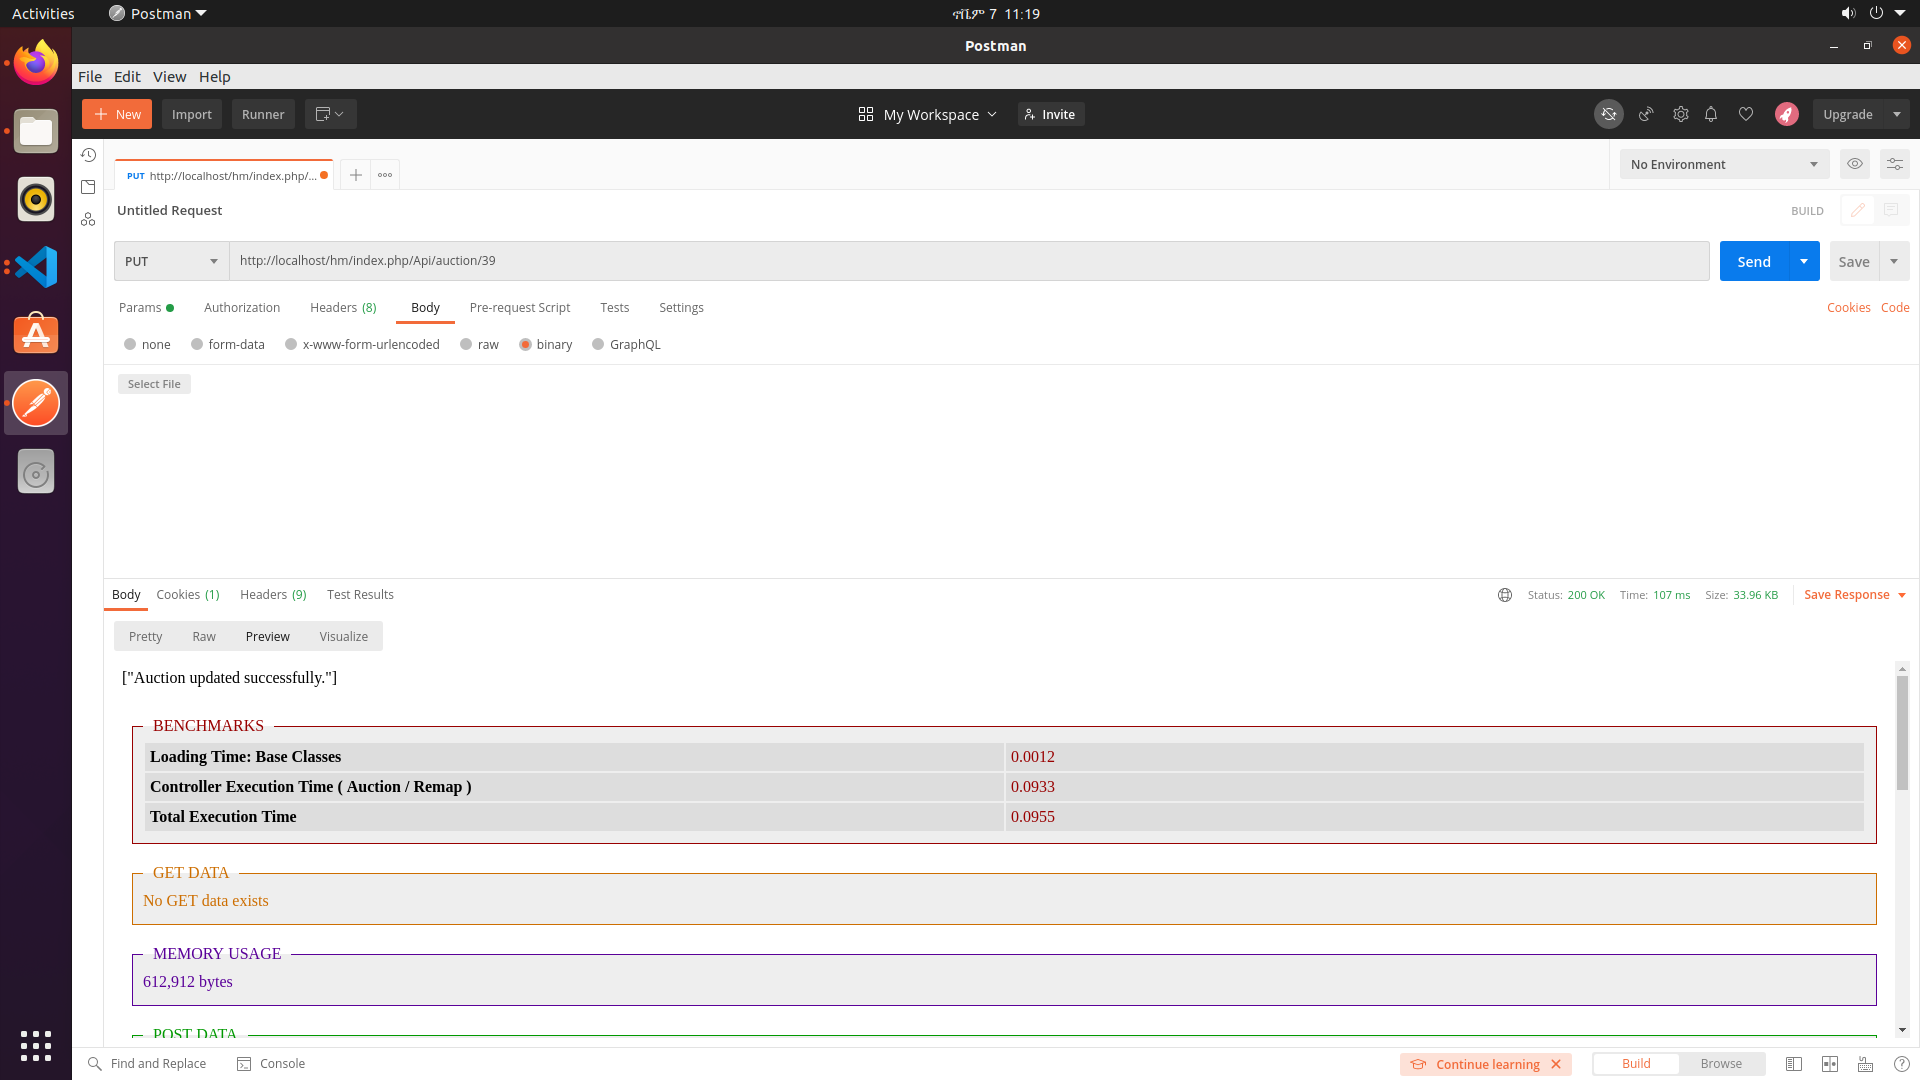 Activities
Postman
ኖቬም 7 11:19
Postman
File Edit View Help
New
Import
Runner
My Workspace
Invite
Upgrade
PUT http://localhost/hm/index.php/...
No Environment
Untitled Request
BUILD
PUT
http://localhost/hm/index.php/Api/auction/39
Send
Save
Params
Authorization
Headers (8)
Body
Pre-request Script
Tests
Settings
Cookies Code
none
form-data
x-www-form-urlencoded
raw
binary
GraphQL
Select File
Body
Cookies (1)
Headers (9)
Test Results
Status: 200 OK
Time: 107 ms
Size: 33.96 KB
Save Response
Pretty
Raw
Preview
Visualize
["Auction updated successfully."]
BENCHMARKS
Loading Time: Base Classes 0.0012
Controller Execution Time ( Auction / Remap ) 0.0933
Total Execution Time 0.0955
GET DATA
No GET data exists
MEMORY USAGE
612,912 bytes
POST DATA
Find and Replace
Console
Continue learning
Build
Browse